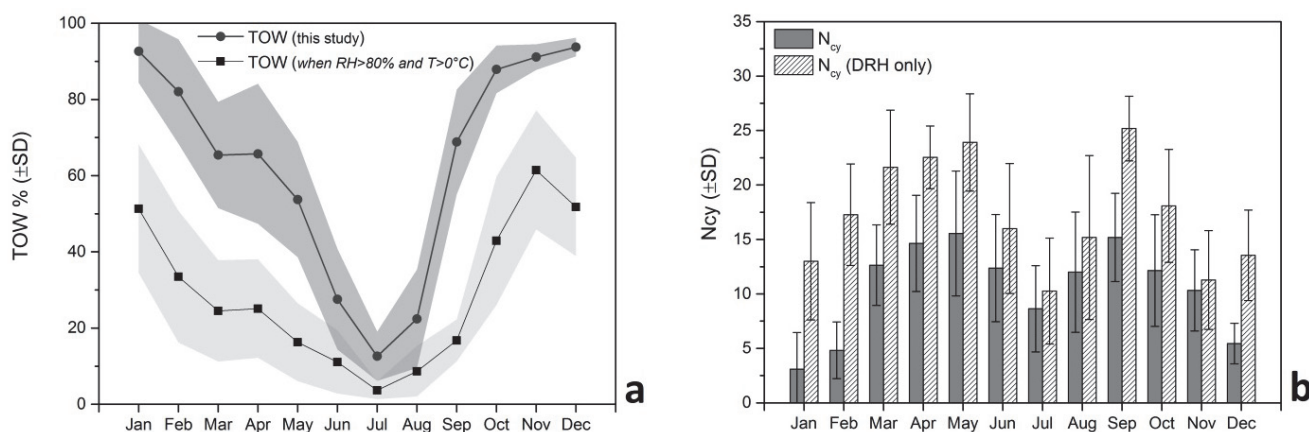 TOW % (±SD)
100
80
60
40
20
0
TOW (this study)
TOW (when RH>80% and T>0°C)
Jan Feb Mar Apr May Jun Jul Aug Sep Oct Nov Dec
a
Ncy (±SD)
35
30
25
20
15
10
5
0
Ncy
Ncy (DRH only)
Jan Feb Mar Apr May Jun Jul Aug Sep Oct Nov Dec
b